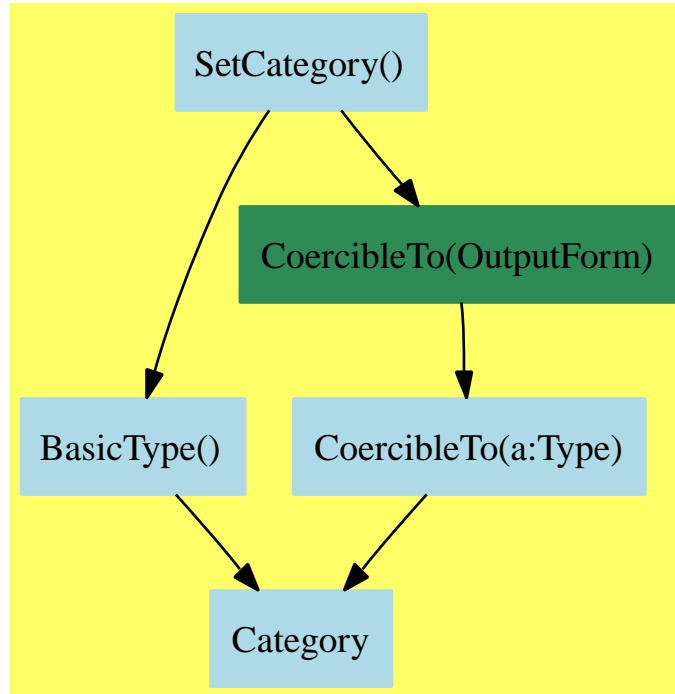 SetCategory()
CoercibleTo(OutputForm)
BasicType()
CoercibleTo(a:Type)
Category